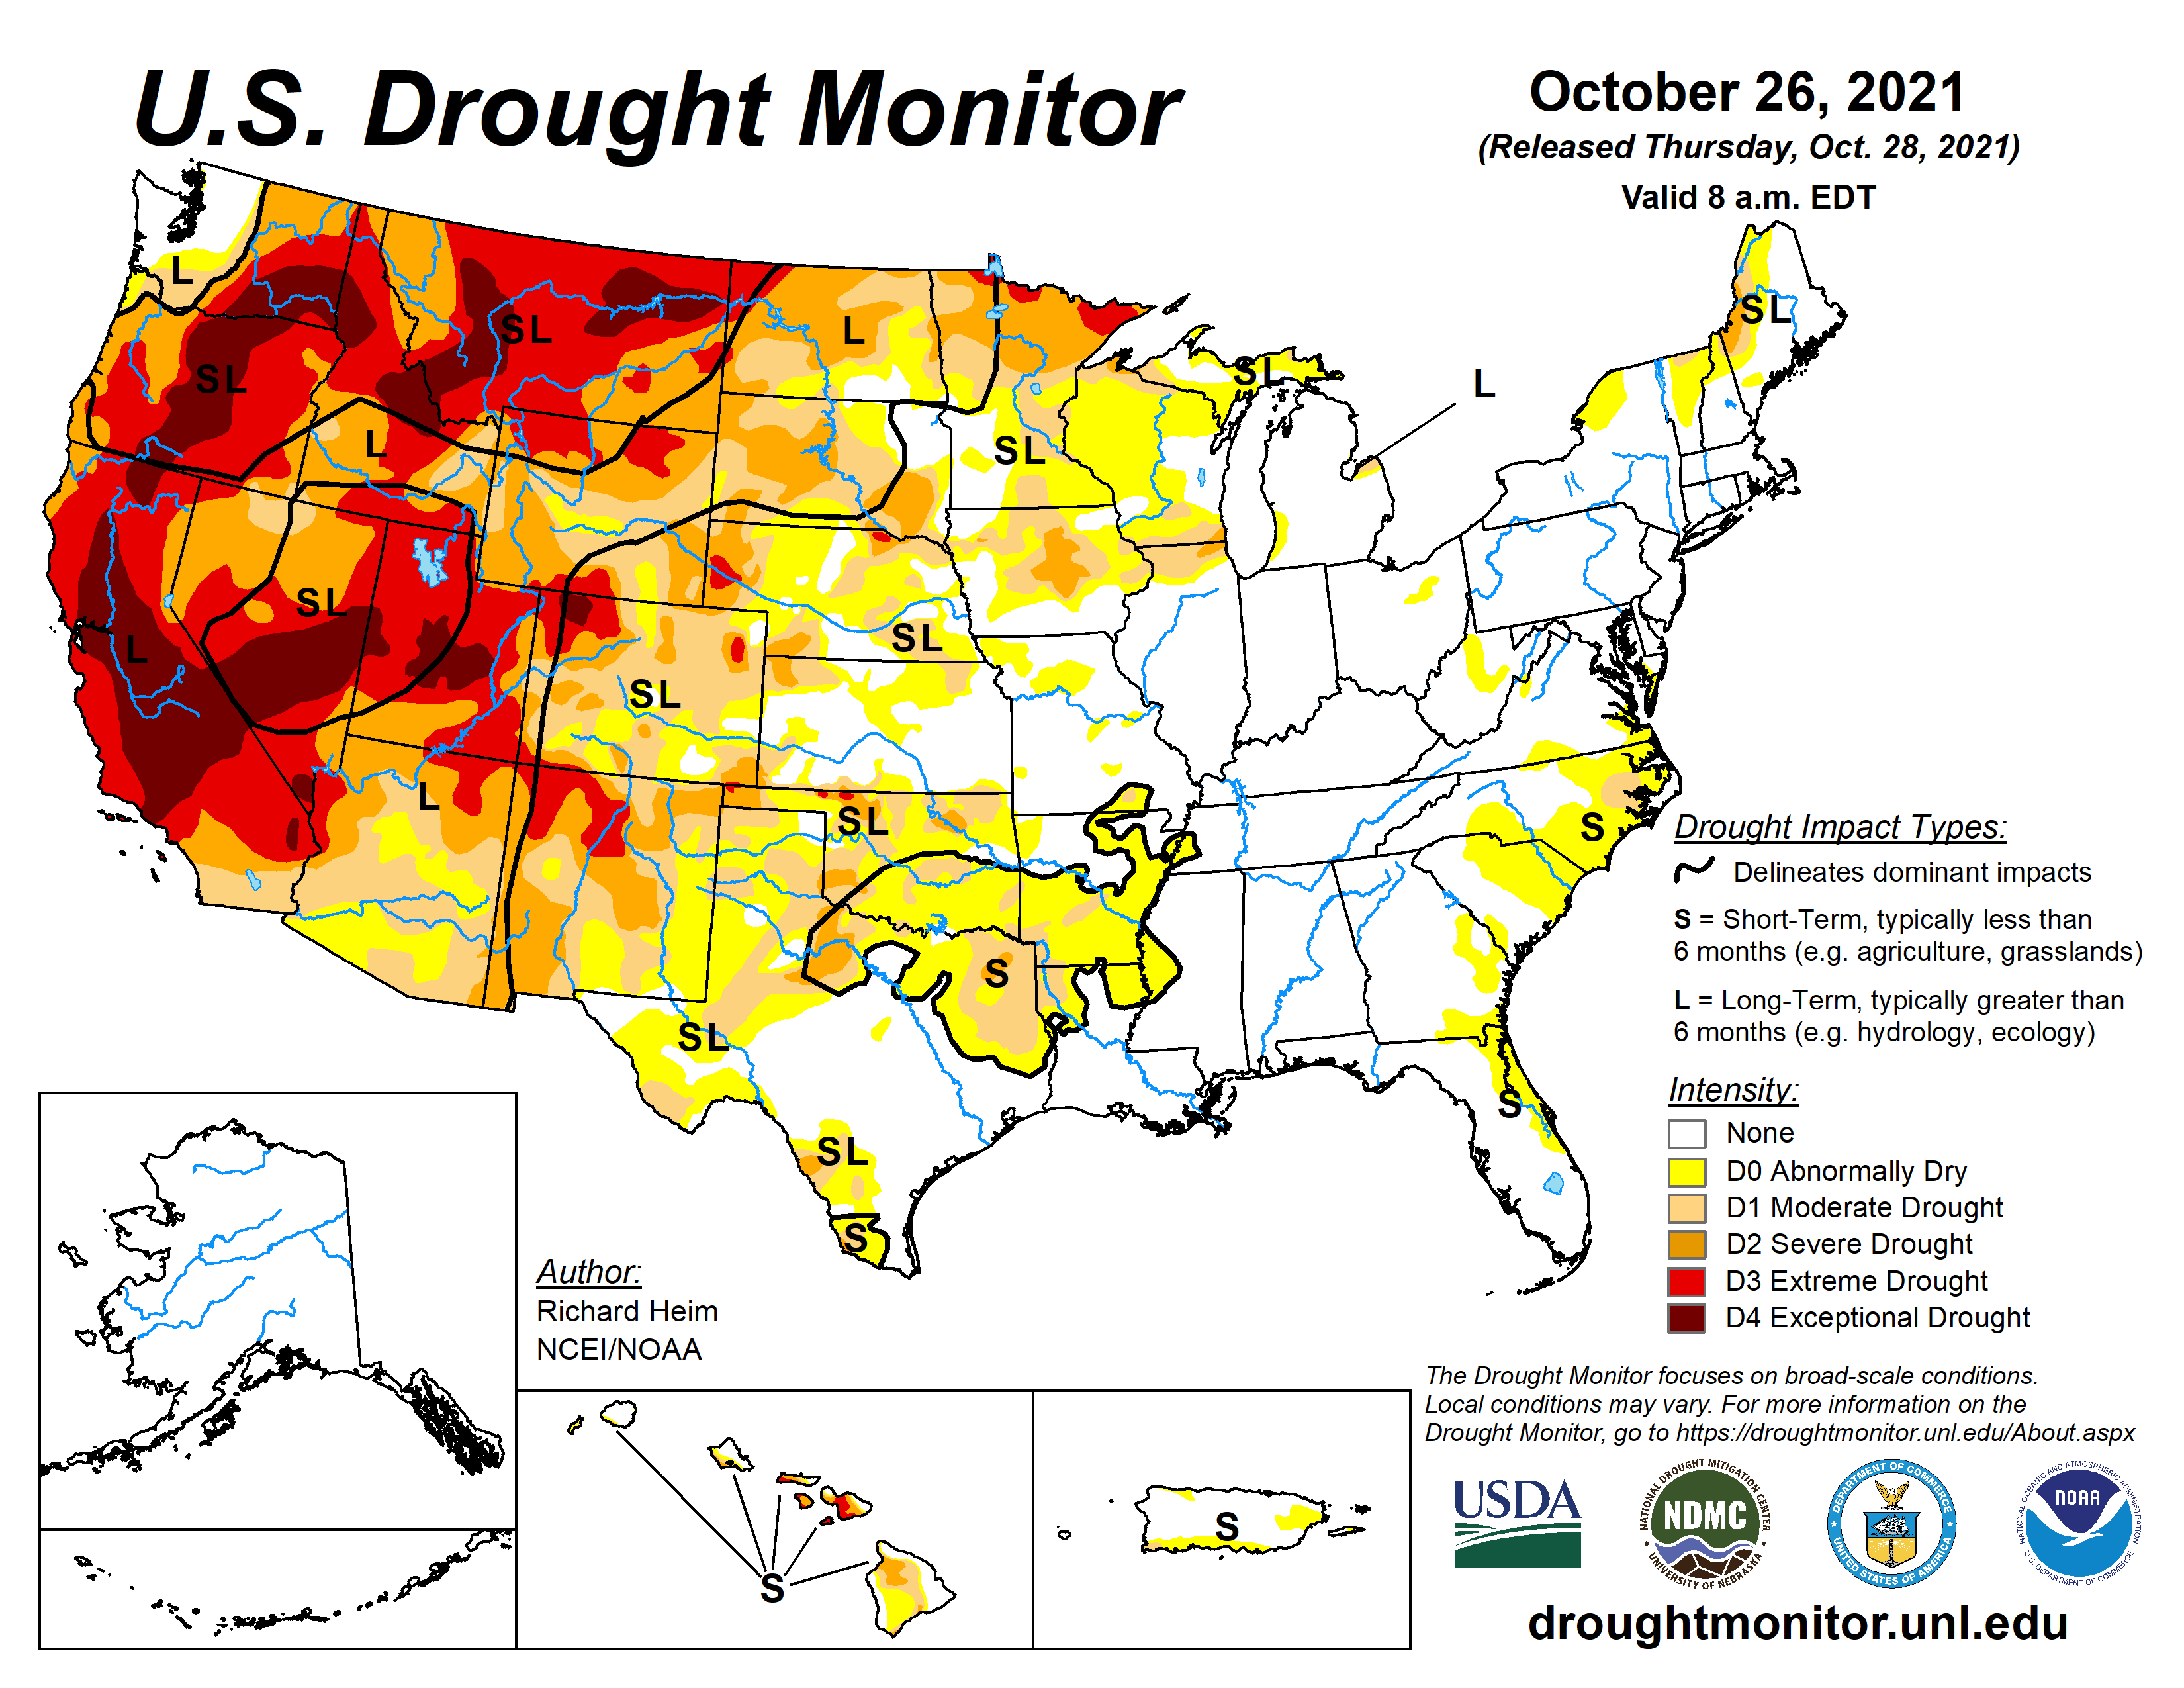 U.S. Drought Monitor
October 26, 2021
(Released Thursday, Oct. 28, 2021)
Valid 8 a.m. EDT
L
SL
SL
L
SL
SL
L
L
SL
SL
L
SL
SL
L
SL
SL
S
SL
SL
S
S
S
Drought Impact Types:
Delineates dominant impacts
S = Short-Term, typically less than
6 months (e.g. agriculture, grasslands)
L = Long-Term, typically greater than
6 months (e.g. hydrology, ecology)
Intensity:
None
D0 Abnormally Dry
D1 Moderate Drought
D2 Severe Drought
D3 Extreme Drought
D4 Exceptional Drought
Author:
Richard Heim
NCEI/NOAA
S
S
The Drought Monitor focuses on broad-scale conditions.
Local conditions may vary. For more information on the
Drought Monitor, go to https://droughtmonitor.unl.edu/About.aspx
USDA
NATIONAL DROUGHT MITIGATION CENTER
NDMC
UNIVERSITY OF NEBRASKA
DEPARTMENT OF COMMERCE
UNITED STATES OF AMERICA
NATIONAL OCEANIC AND ATMOSPHERIC ADMINISTRATION
NOAA
U.S. DEPARTMENT OF COMMERCE
droughtmonitor.unl.edu